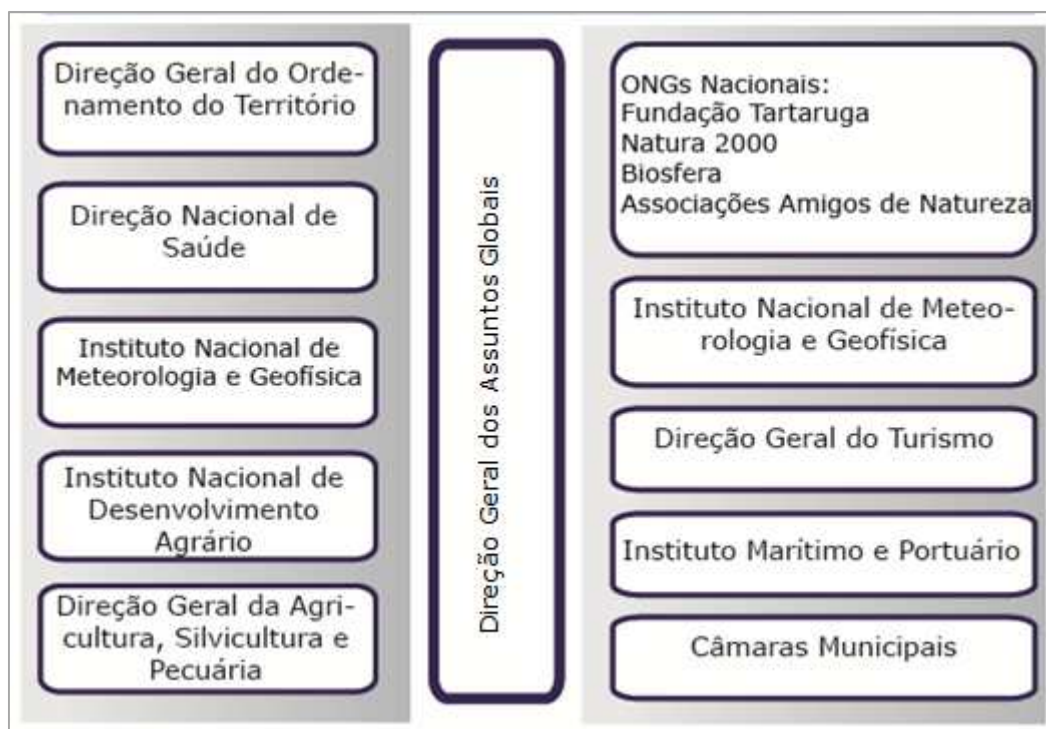 Direção Geral do Orde-
namento do Território
Direção Nacional de
Saúde
Instituto Nacional de
Meteorologia e Geofísica
Instituto Nacional de
Desenvolvimento
Agrário
Direção Geral da Agri-
cultura, Silvicultura e
Pecuária
Direção Geral dos Assuntos Globais
ONGs Nacionais:
Fundação Tartaruga
Natura 2000
Biosfera
Associações Amigos de Natureza
Instituto Nacional de Meteo-
rologia e Geofísica
Direção Geral do Turismo
Instituto Marítimo e Portuário
Câmaras Municipais